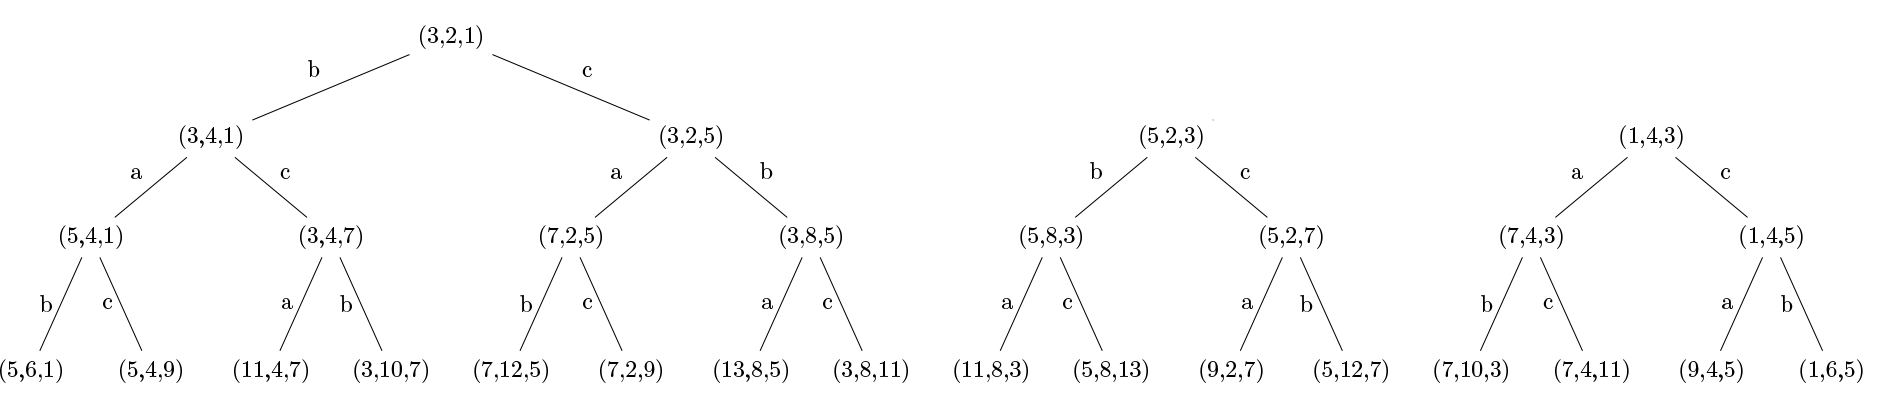 (3,2,1)
b c
(3,4,1) (3,2,5) (5,2,3) (1,4,3)
a c a b b c a c
(5,4,1) (3,4,7) (7,2,5) (3,8,5) (5,8,3) (5,2,7) (7,4,3) (1,4,5)
b c a b b c a c a c a b b c a b
(5,6,1) (5,4,9) (11,4,7) (3,10,7) (7,12,5) (7,2,9) (13,8,5) (3,8,11) (11,8,3) (5,8,13) (9,2,7) (5,12,7) (7,10,3) (7,4,11) (9,4,5) (1,6,5)